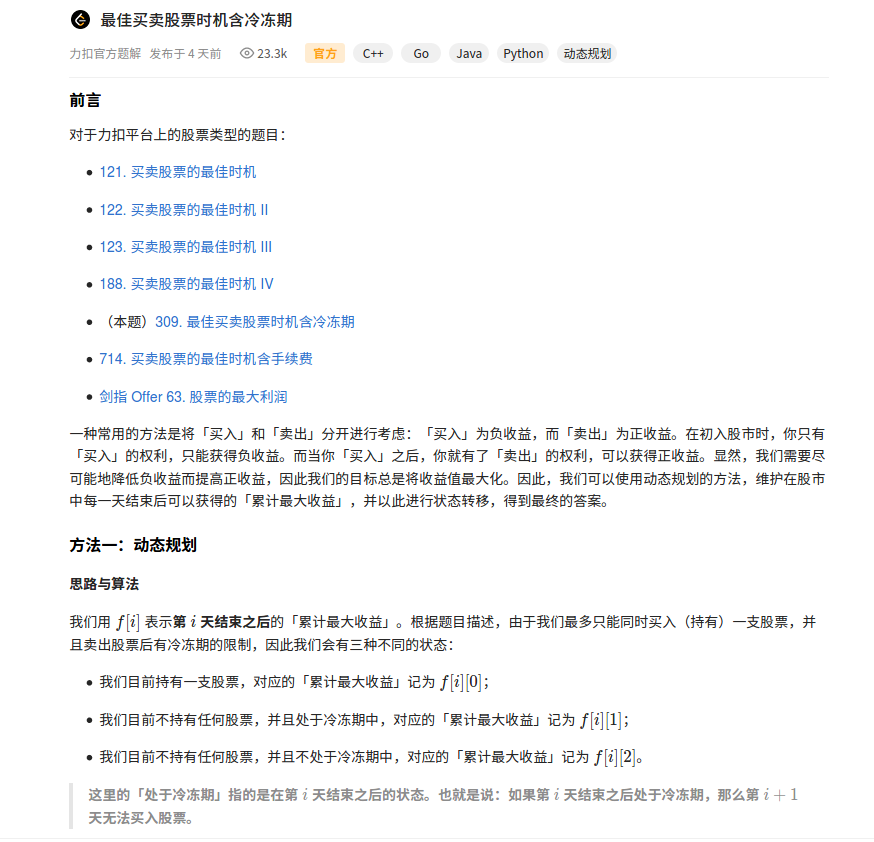 最佳买卖股票时机含冷冻期
力扣官方题解 发布于 4 天前 23.3k 官方 C++ Go Java Python 动态规划
前言
对于力扣平台上的股票类型的题目：
• 121. 买卖股票的最佳时机
• 122. 买卖股票的最佳时机 II
• 123. 买卖股票的最佳时机 III
• 188. 买卖股票的最佳时机 IV
• （本题）309. 最佳买卖股票时机含冷冻期
• 714. 买卖股票的最佳时机含手续费
• 剑指 Offer 63. 股票的最大利润
一种常用的方法是将「买入」和「卖出」分开进行考虑：「买入」为负收益，而「卖出」为正收益。在初入股市时，你只有
「买入」的权利，只能获得负收益。而当你「买入」之后，你就有了「卖出」的权利，可以获得正收益。显然，我们需要尽
可能地降低负收益而提高正收益，因此我们的目标总是将收益值最大化。因此，我们可以使用动态规划的方法，维护在股市
中每一天结束后可以获得的「累计最大收益」，并以此进行状态转移，得到最终的答案。
方法一：动态规划
思路与算法
我们用 f[i] 表示第 i 天结束之后的「累计最大收益」。根据题目描述，由于我们最多只能同时买入（持有）一支股票，并
且卖出股票后有冷冻期的限制，因此我们会有三种不同的状态：
• 我们目前持有一支股票，对应的「累计最大收益」记为 f[i][0]；
• 我们目前不持有任何股票，并且处于冷冻期中，对应的「累计最大收益」记为 f[i][1]；
• 我们目前不持有任何股票，并且不处于冷冻期中，对应的「累计最大收益」记为 f[i][2]。
这里的「处于冷冻期」指的是在第 i 天结束之后的状态。也就是说：如果第 i 天结束之后处于冷冻期，那么第 i + 1
天无法买入股票。